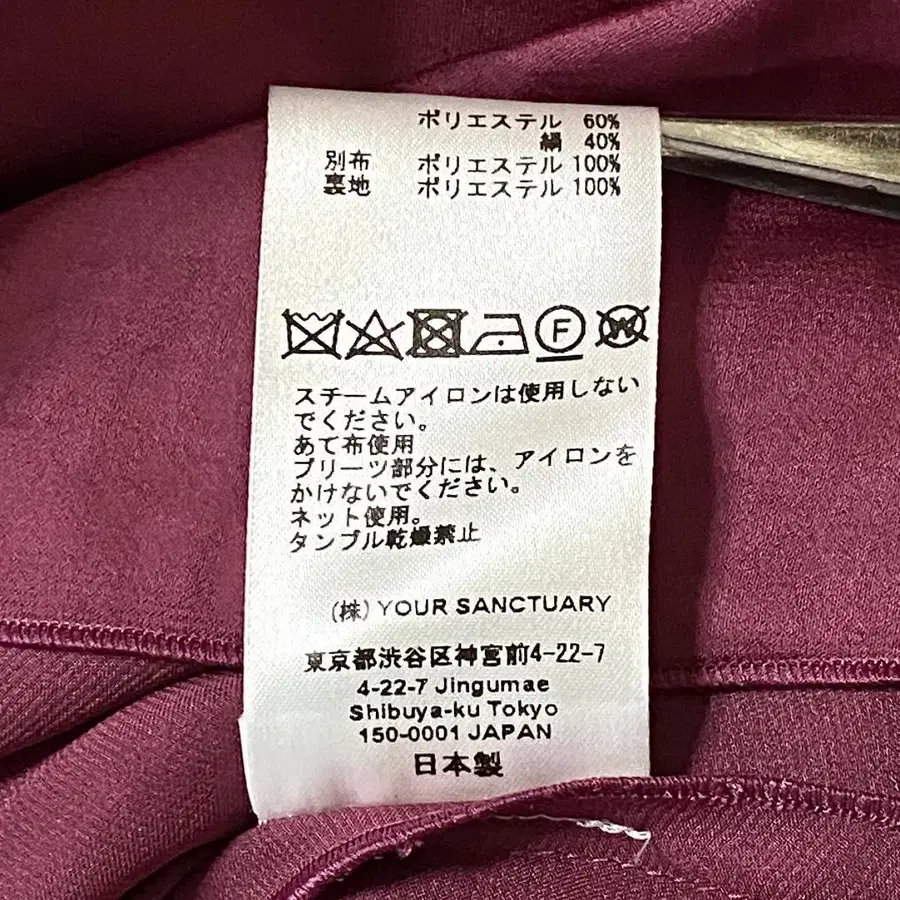 ポリエステル 60%
絹 40%
別布 ポリエステル 100%
裏地 ポリエステル 100%
F W
スチームアイロンは使用しない
でください。
あて布使用
プリーツ部分には、アイロンを
かけないでください。
ネット使用。
タンブル乾燥禁止
(株) YOUR SANCTUARY
東京都渋谷区神宮前4-22-7
4-22-7 Jingumae
Shibuya-ku Tokyo
150-0001 JAPAN
日本製